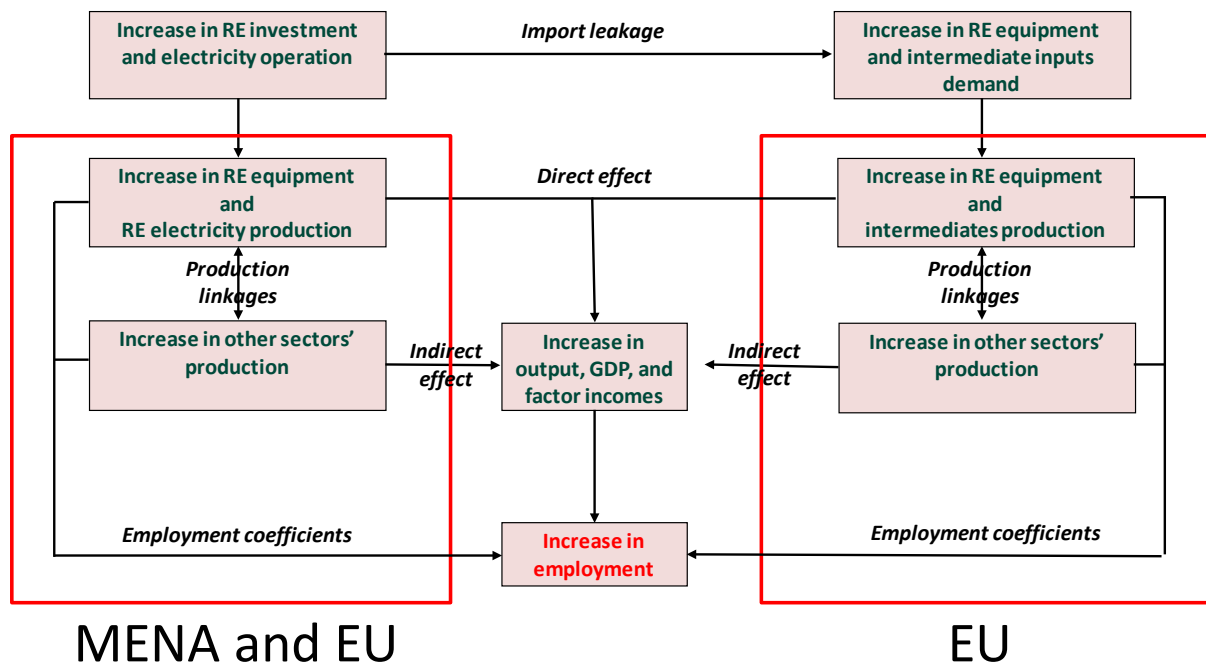 Increase in RE investment
and electricity operation
Import leakage
Increase in RE equipment
and intermediate inputs
demand
Increase in RE equipment
and
RE electricity production
Direct effect
Increase in RE equipment
and
intermediates production
Production
linkages
Production
linkages
Increase in other sectors’
production
Indirect
effect
Increase in
output, GDP, and
factor incomes
Indirect
effect
Increase in other sectors’
production
Employment coefficients
Increase in
employment
Employment coefficients
MENA and EU
EU